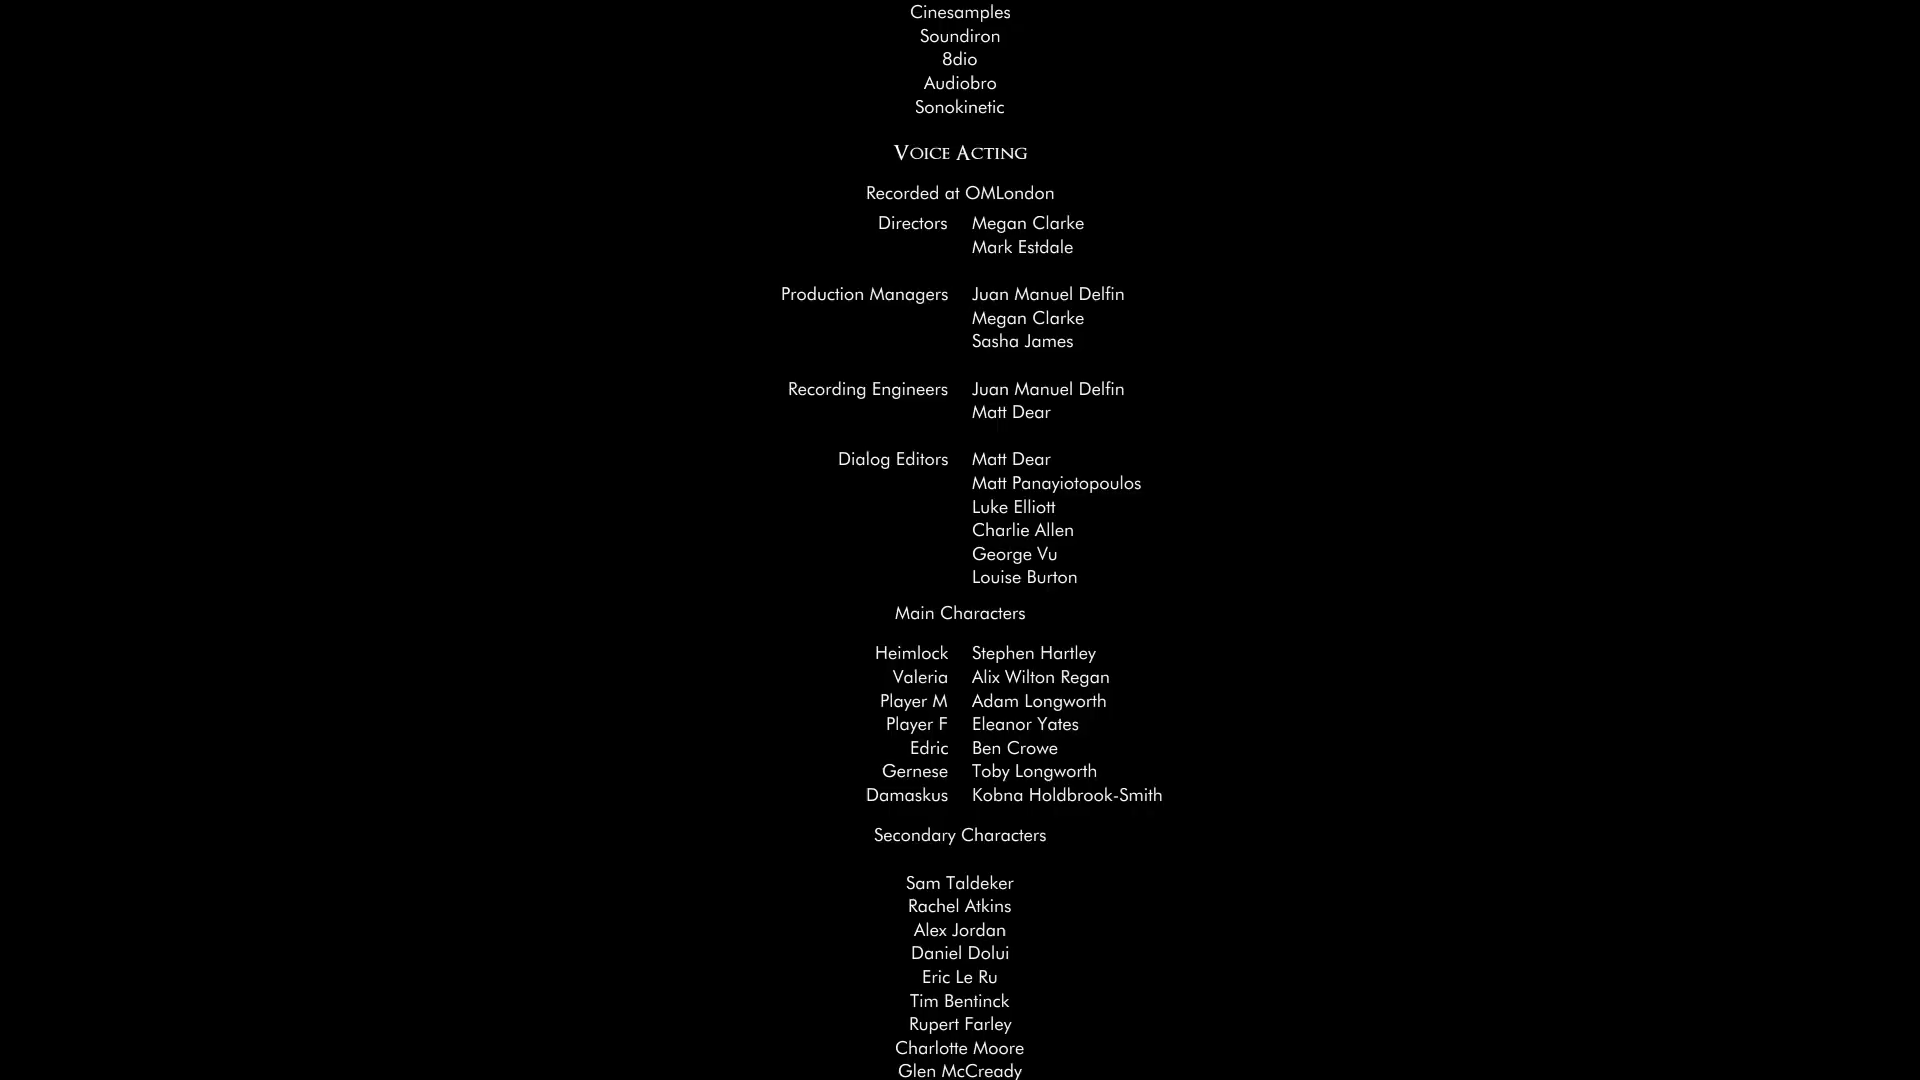 Cinesamples
Soundiron
8dio
Audiobro
Sonokinetic
Voice Acting
Recorded at OMLondon
Directors Megan Clarke
Mark Estdale
Production Managers Juan Manuel Delfin
Megan Clarke
Sasha James
Recording Engineers Juan Manuel Delfin
Matt Dear
Dialog Editors Matt Dear
Matt Panayiotopoulos
Luke Elliott
Charlie Allen
George Vu
Louise Burton
Main Characters
Heimlock Stephen Hartley
Valeria Alix Wilton Regan
Player M Adam Longworth
Player F Eleanor Yates
Edric Ben Crowe
Gernese Toby Longworth
Damaskus Kobna Holdbrook-Smith
Secondary Characters
Sam Taldeker
Rachel Atkins
Alex Jordan
Daniel Dolui
Eric Le Ru
Tim Bentinck
Rupert Farley
Charlotte Moore
Glen McCready